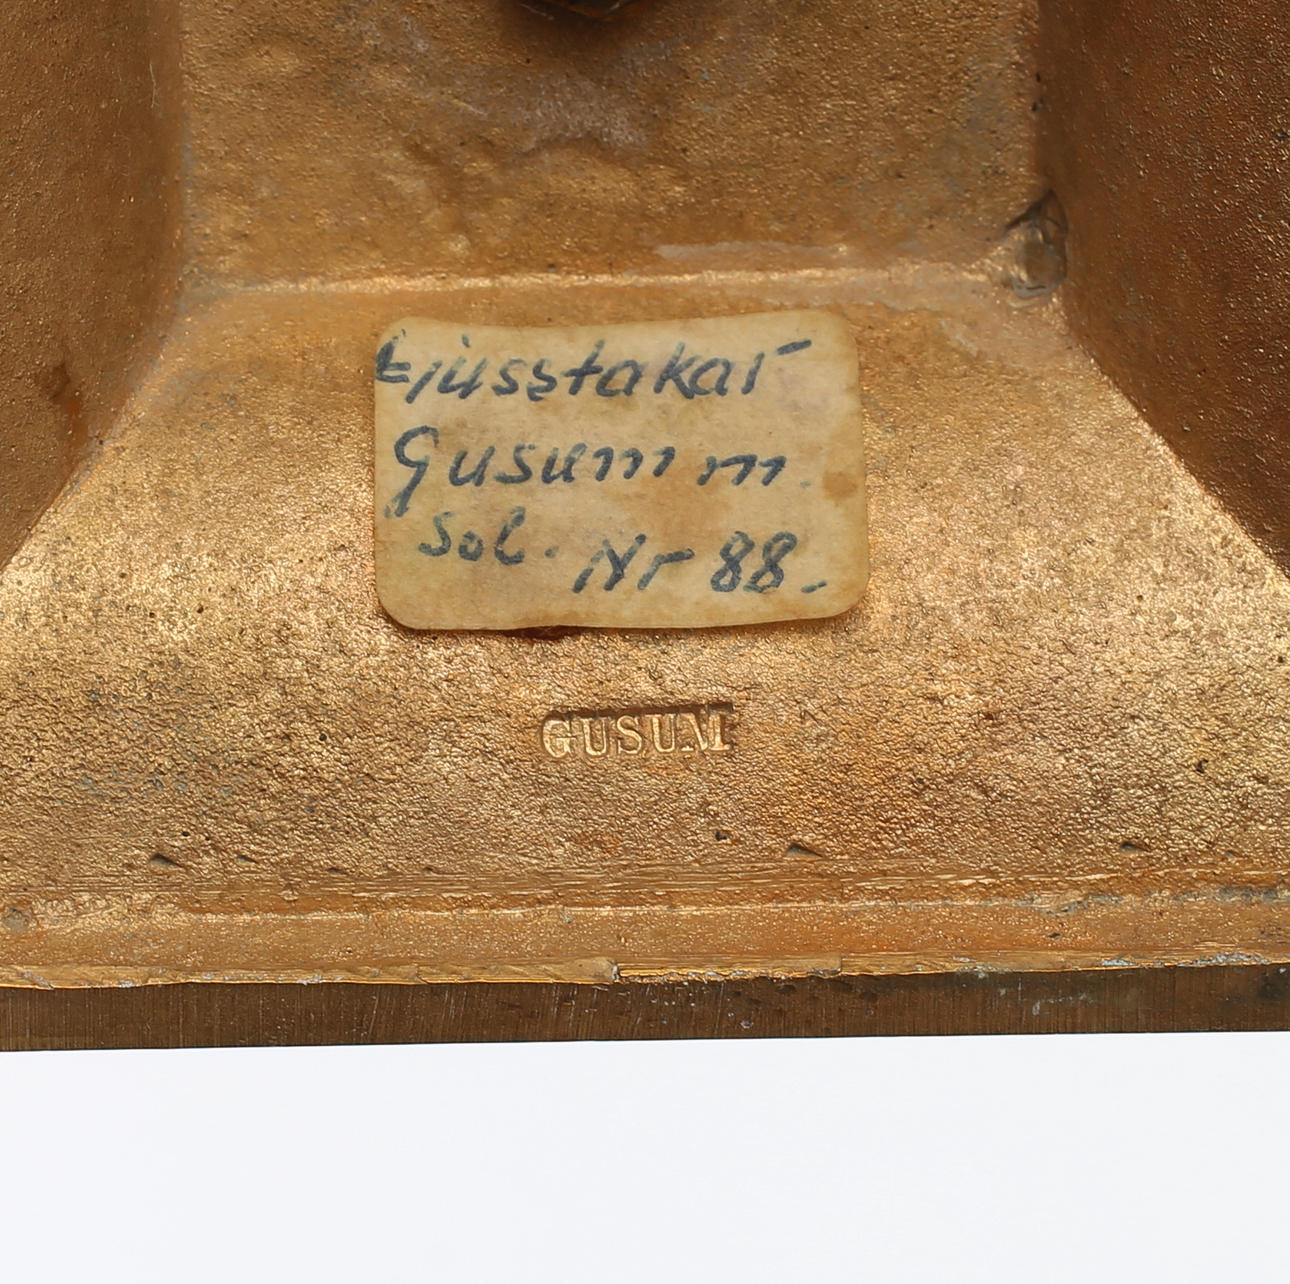 Ljusstakar
Gusum m.
sol. Nr 88.
GUSUM